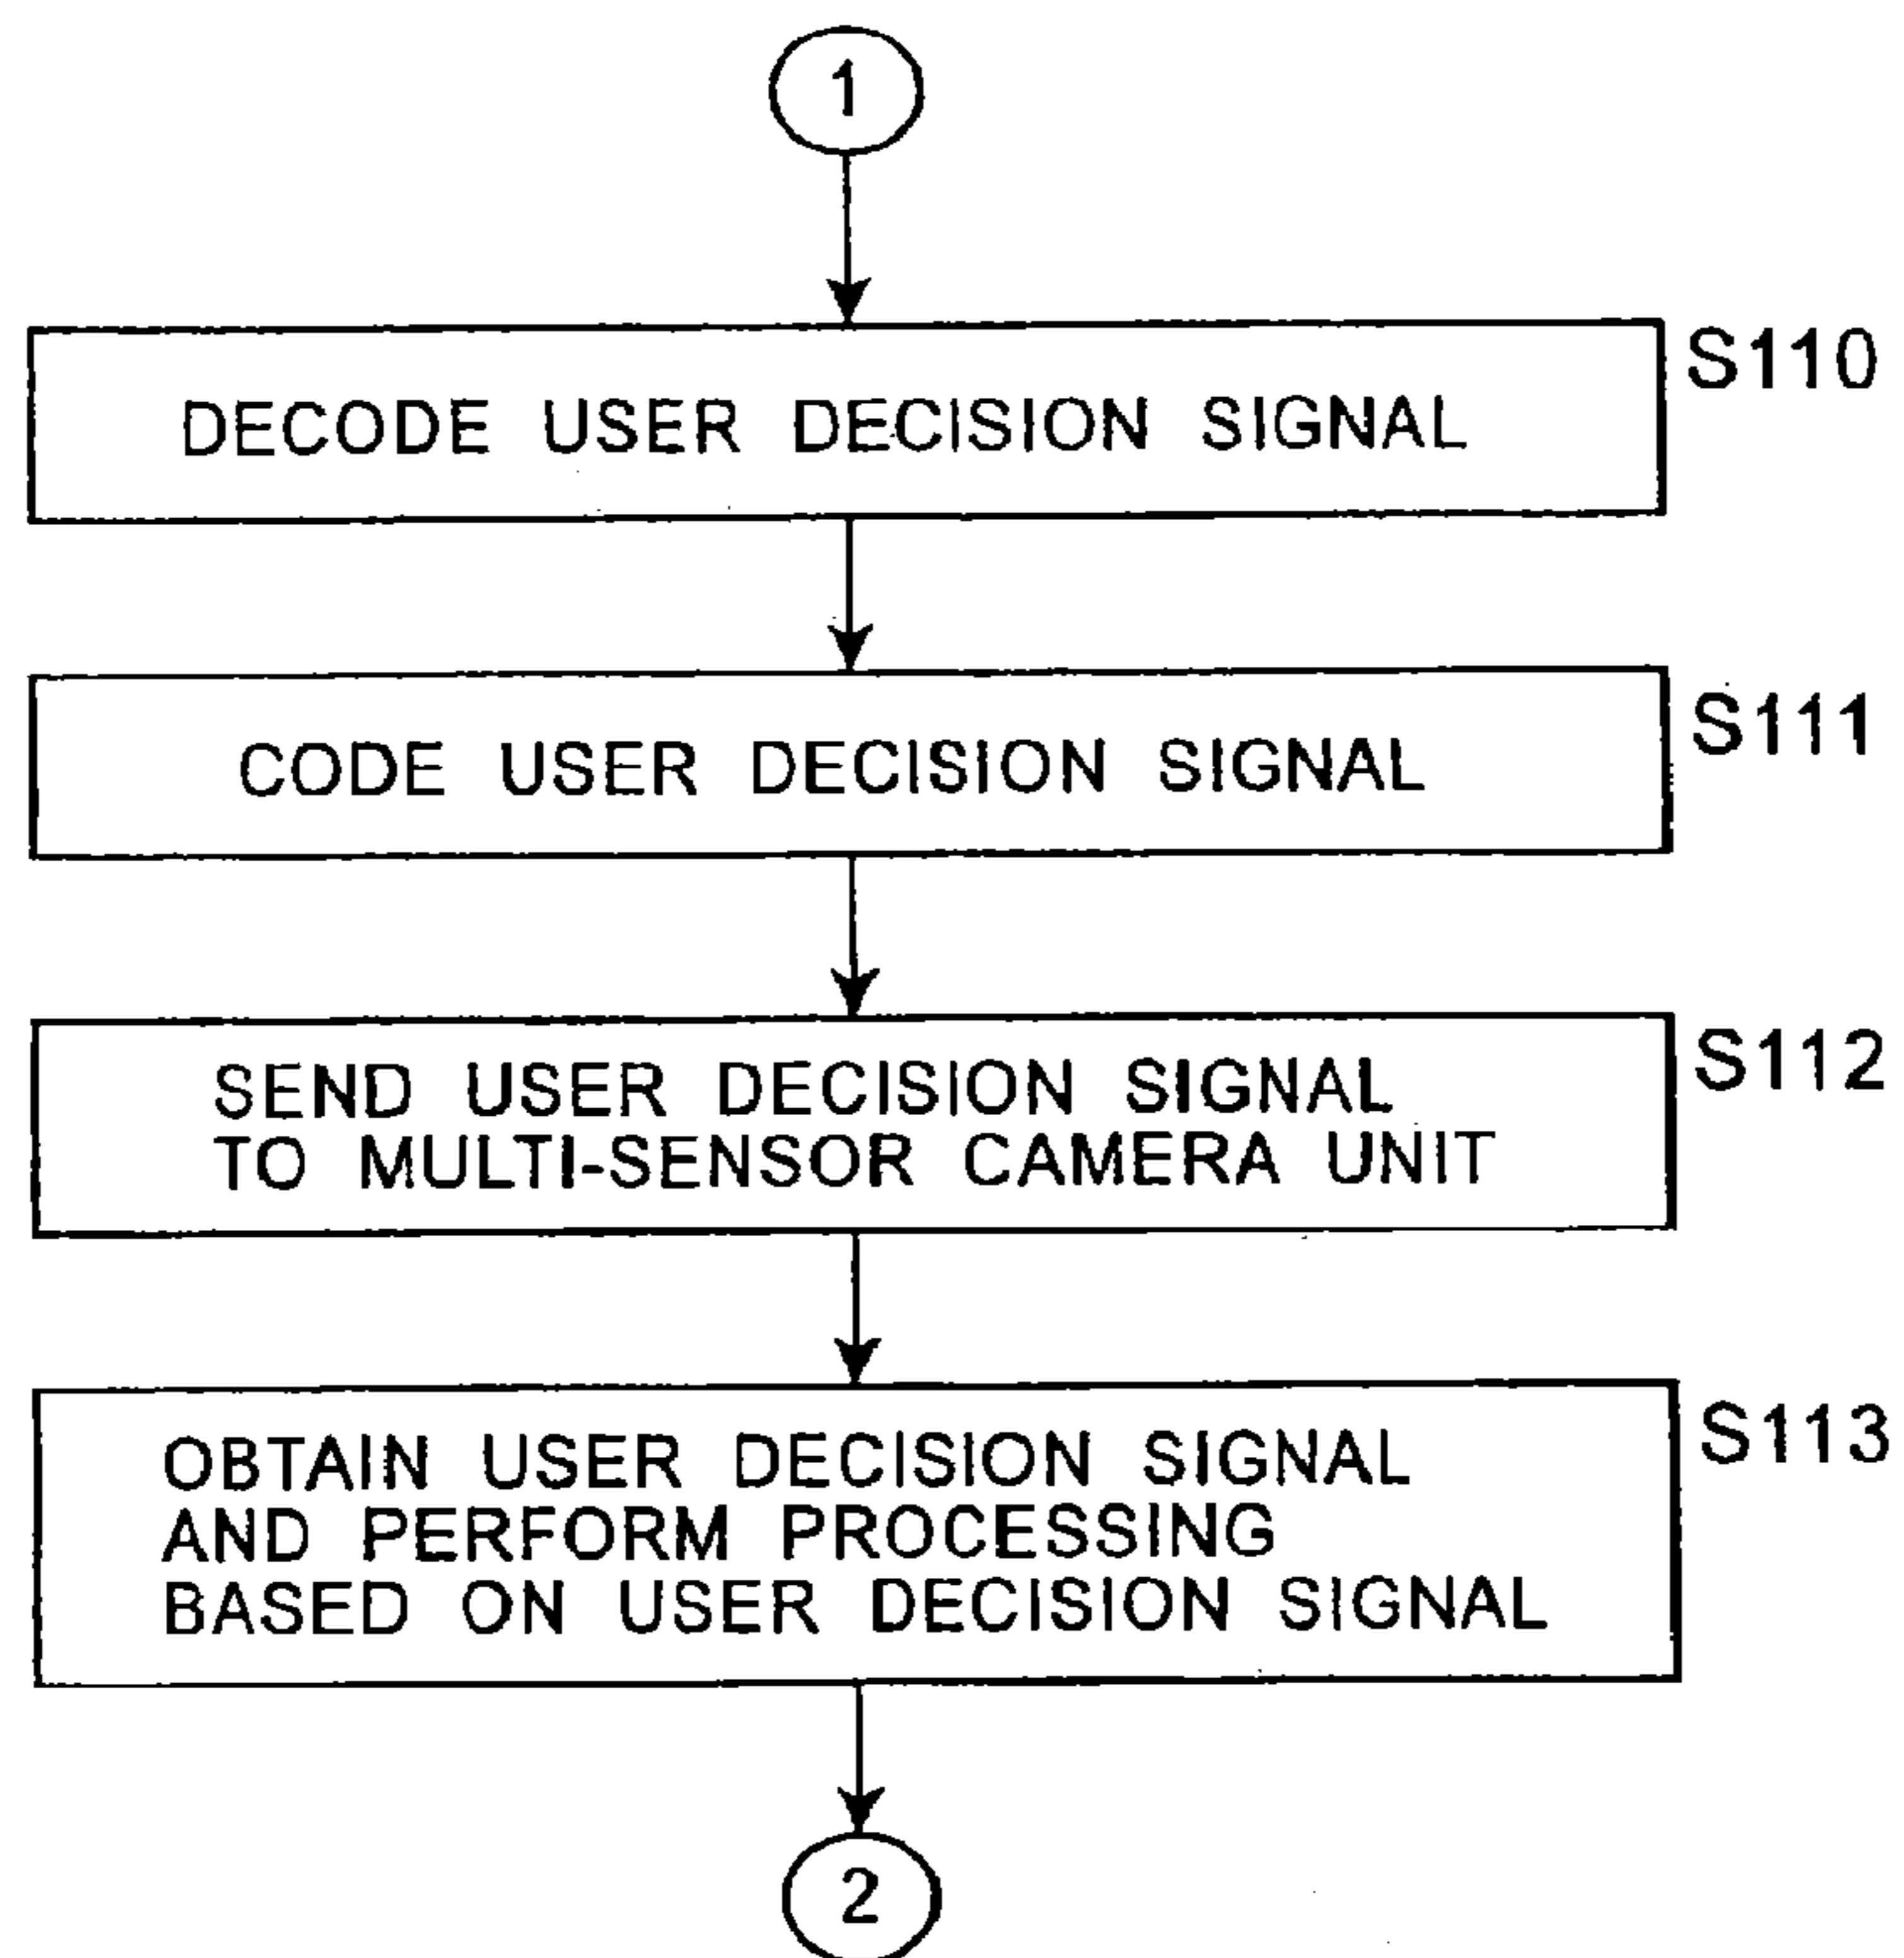 1
S110
DECODE USER DECISION SIGNAL
S111
CODE USER DECISION SIGNAL
S112
SEND USER DECISION SIGNAL
TO MULTI-SENSOR CAMERA UNIT
S113
OBTAIN USER DECISION SIGNAL
AND PERFORM PROCESSING
BASED ON USER DECISION SIGNAL
2